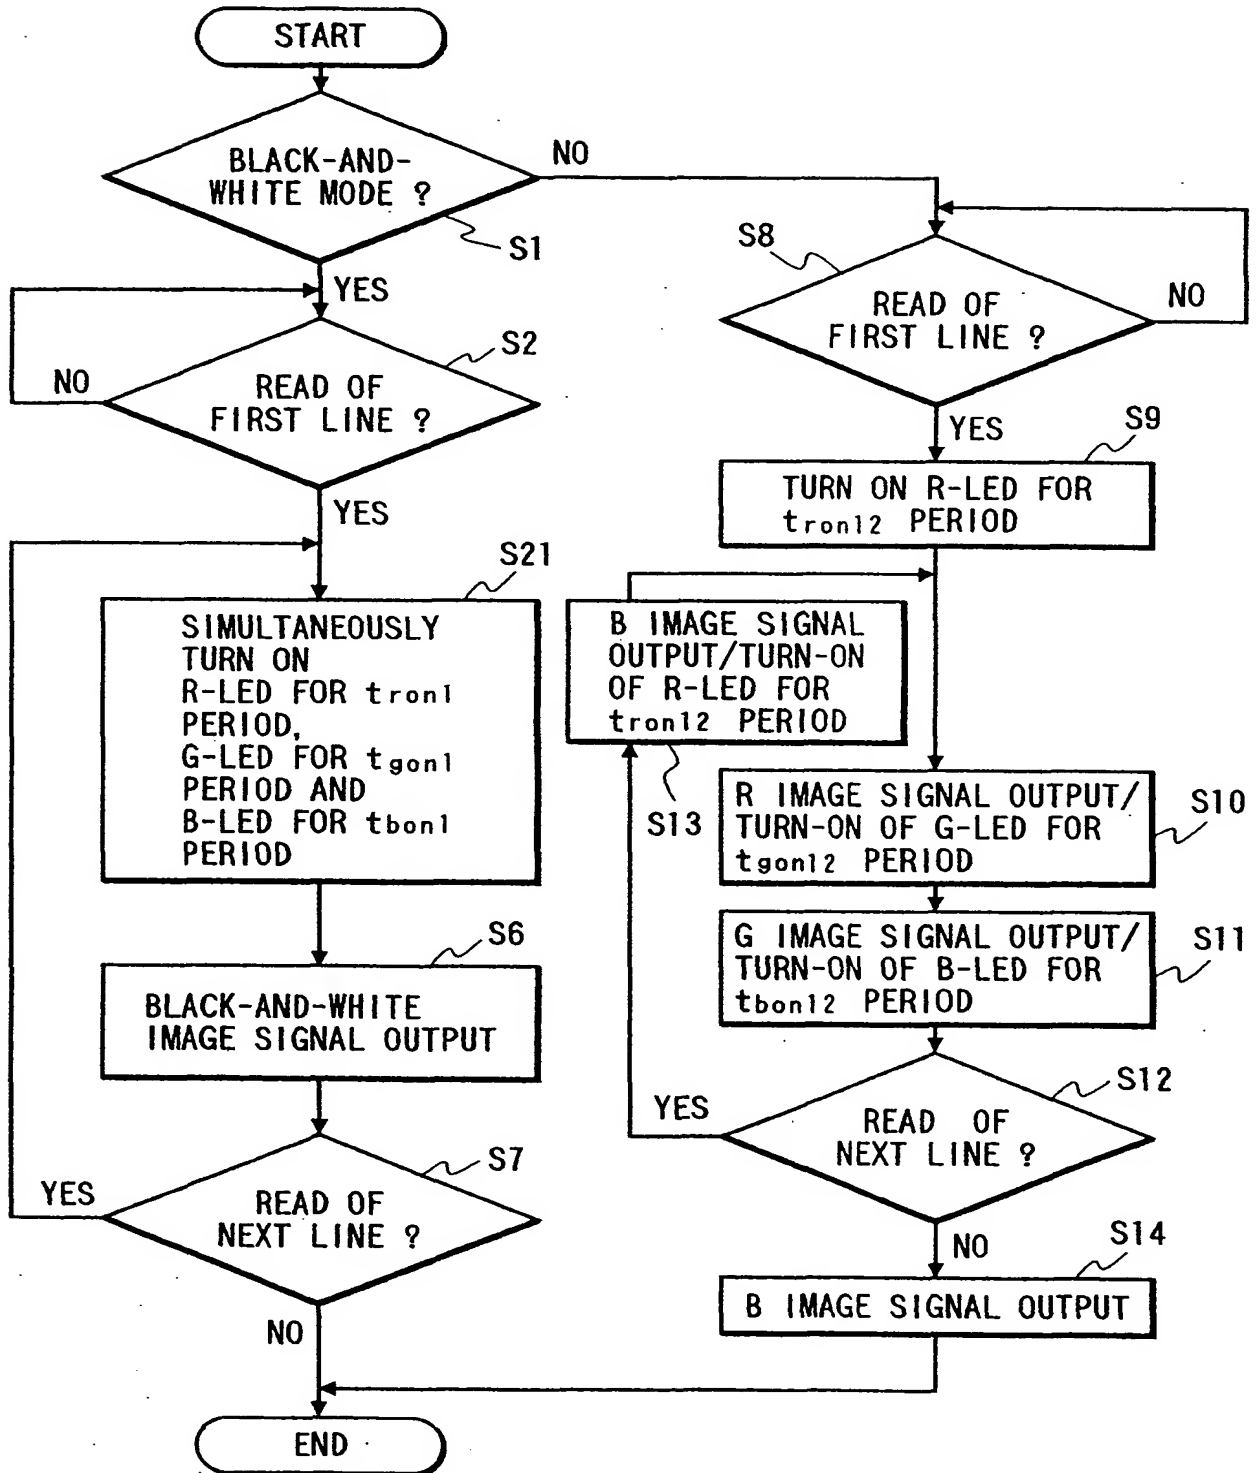 START
BLACK-AND-
WHITE MODE ?
NO
S1
YES
S2
NO
READ OF
FIRST LINE ?
YES
S21
SIMULTANEOUSLY
TURN ON
R-LED FOR tron1
PERIOD,
G-LED FOR tgon1
PERIOD AND
B-LED FOR tbon1
PERIOD
S6
BLACK-AND-WHITE
IMAGE SIGNAL OUTPUT
S7
YES
READ OF
NEXT LINE ?
NO
S8
READ OF
FIRST LINE ?
NO
YES
S9
TURN ON R-LED FOR
tron12 PERIOD
B IMAGE SIGNAL
OUTPUT/TURN-ON
OF R-LED FOR
tron12 PERIOD
S13
R IMAGE SIGNAL OUTPUT/
TURN-ON OF G-LED FOR
tgon12 PERIOD
S10
G IMAGE SIGNAL OUTPUT/
TURN-ON OF B-LED FOR
tbon12 PERIOD
S11
S12
YES
READ OF
NEXT LINE ?
NO
S14
B IMAGE SIGNAL OUTPUT
END